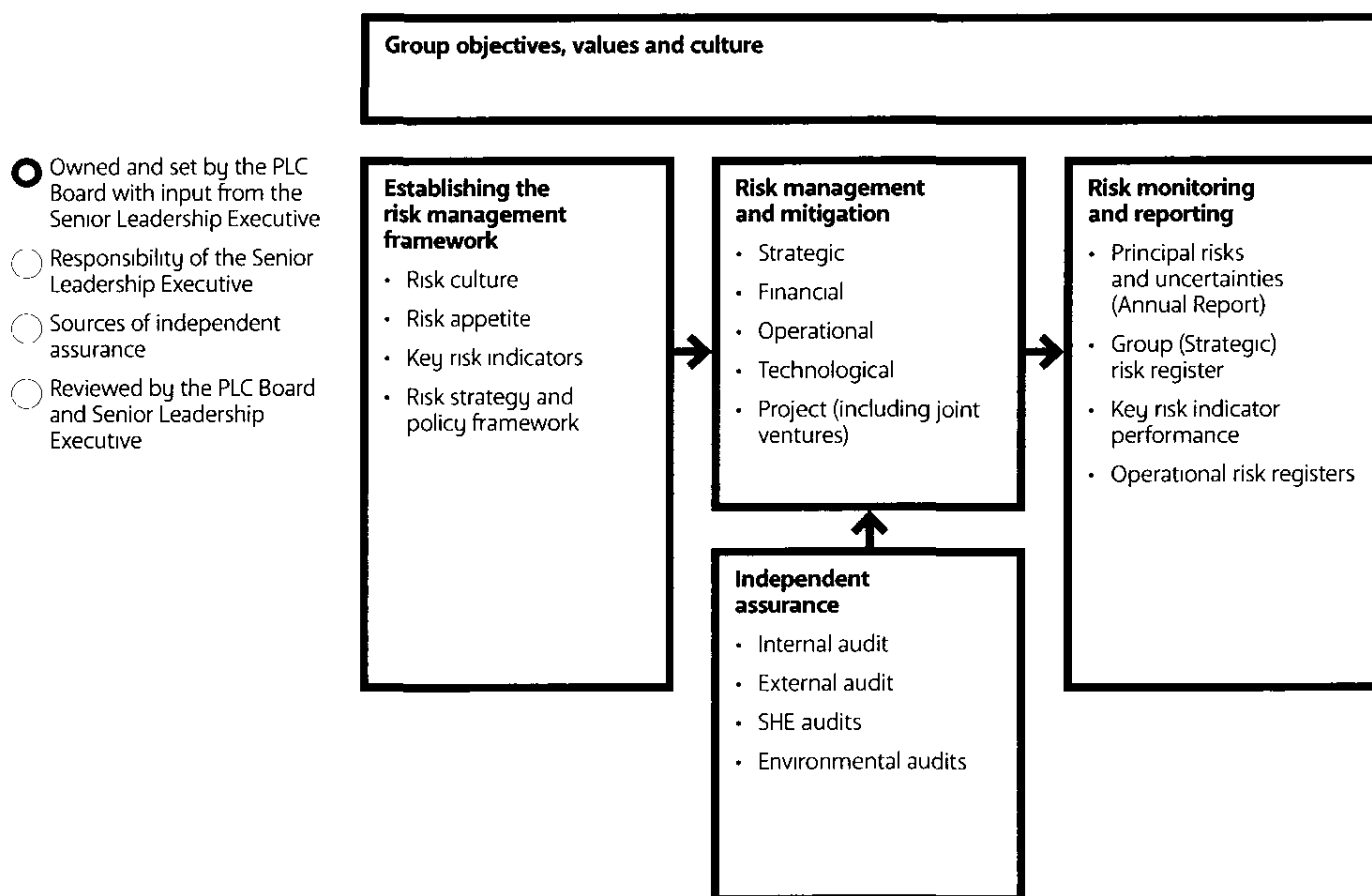 Group objectives, values and culture
Owned and set by the PLC
Board with input from the
Senior Leadership Executive
Responsibility of the Senior
Leadership Executive
Sources of independent
assurance
Reviewed by the PLC Board
and Senior Leadership
Executive
Establishing the
risk management
framework
• Risk culture
• Risk appetite
• Key risk indicators
• Risk strategy and
policy framework
Risk management
and mitigation
• Strategic
• Financial
• Operational
• Technological
• Project (including joint
ventures)
Risk monitoring
and reporting
• Principal risks
and uncertainties
(Annual Report)
• Group (Strategic)
risk register
• Key risk indicator
performance
• Operational risk registers
Independent
assurance
• Internal audit
• External audit
• SHE audits
• Environmental audits